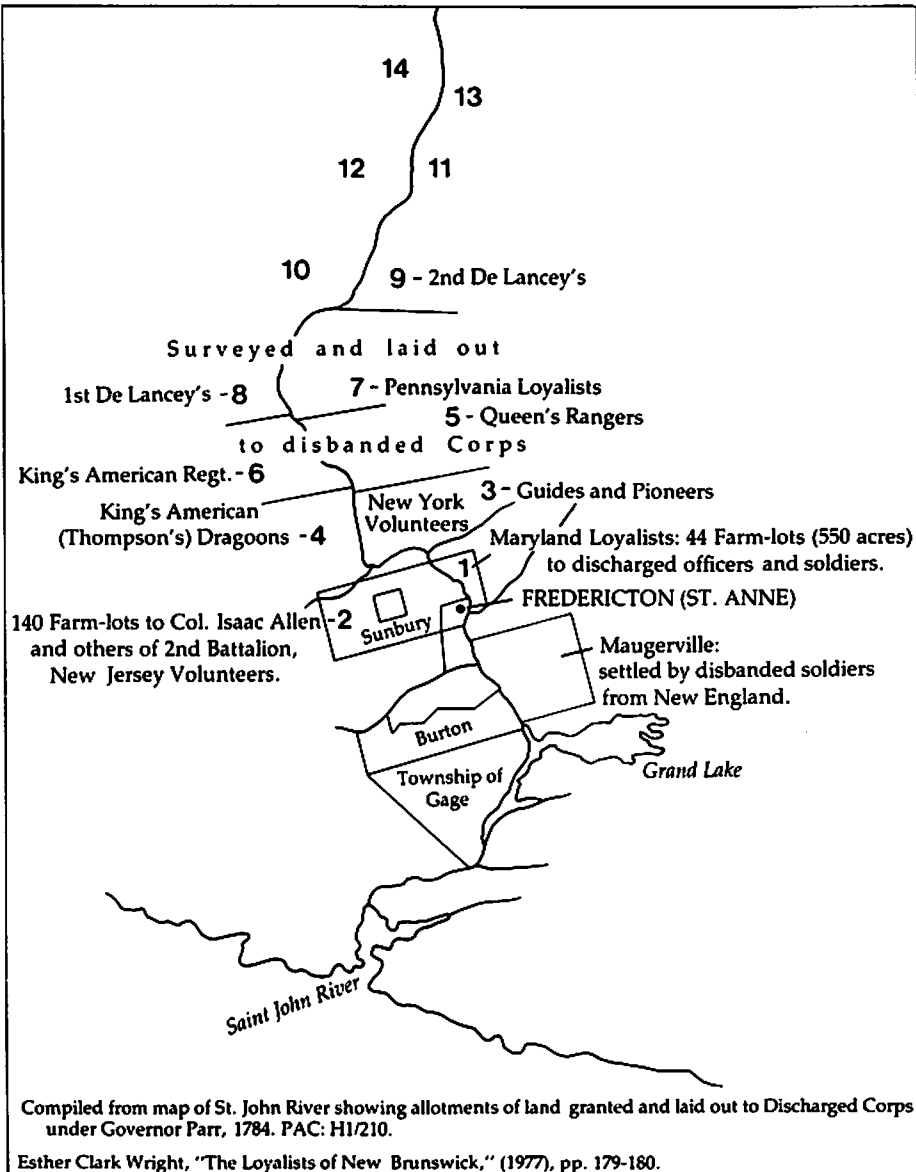 14
13
12
11
10
9 - 2nd De Lancey's
Surveyed and laid out
1st De Lancey's - 8
7 - Pennsylvania Loyalists
5 - Queen's Rangers
to disbanded Corps
King's American Regt. - 6
King's American
(Thompson's) Dragoons - 4
New York
Volunteers
3 - Guides and Pioneers
1 Maryland Loyalists: 44 Farm-lots (550 acres)
to discharged officers and soldiers.
FREDERICTON (ST. ANNE)
140 Farm-lots to Col. Isaac Allen - 2
and others of 2nd Battalion,
New Jersey Volunteers.
Sunbury
Maugerville:
settled by disbanded soldiers
from New England.
Burton
Grand Lake
Township of
Gage
Saint John River
Compiled from map of St. John River showing allotments of land granted and laid out to Discharged Corps
under Governor Parr, 1784. PAC: H1/210.
Esther Clark Wright, "The Loyalists of New Brunswick," (1977), pp. 179-180.